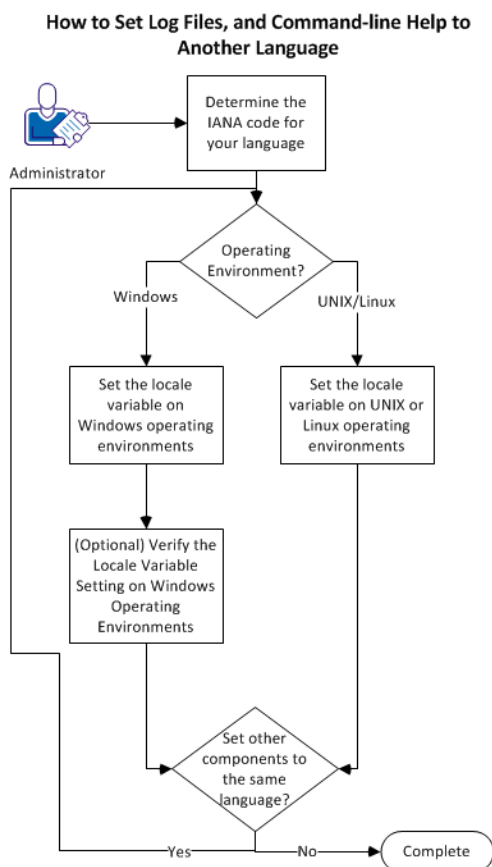 How to Set Log Files, and Command-line Help to
Another Language
Determine the
IANA code for
your language
Administrator
Operating
Environment?
Windows
UNIX/Linux
Set the locale
variable on
Windows operating
environments
Set the locale
variable on UNIX or
Linux operating
environments
(Optional) Verify the
Locale Variable
Setting on Windows
Operating
Environments
Set other
components to
the same
language?
Yes
No
Complete